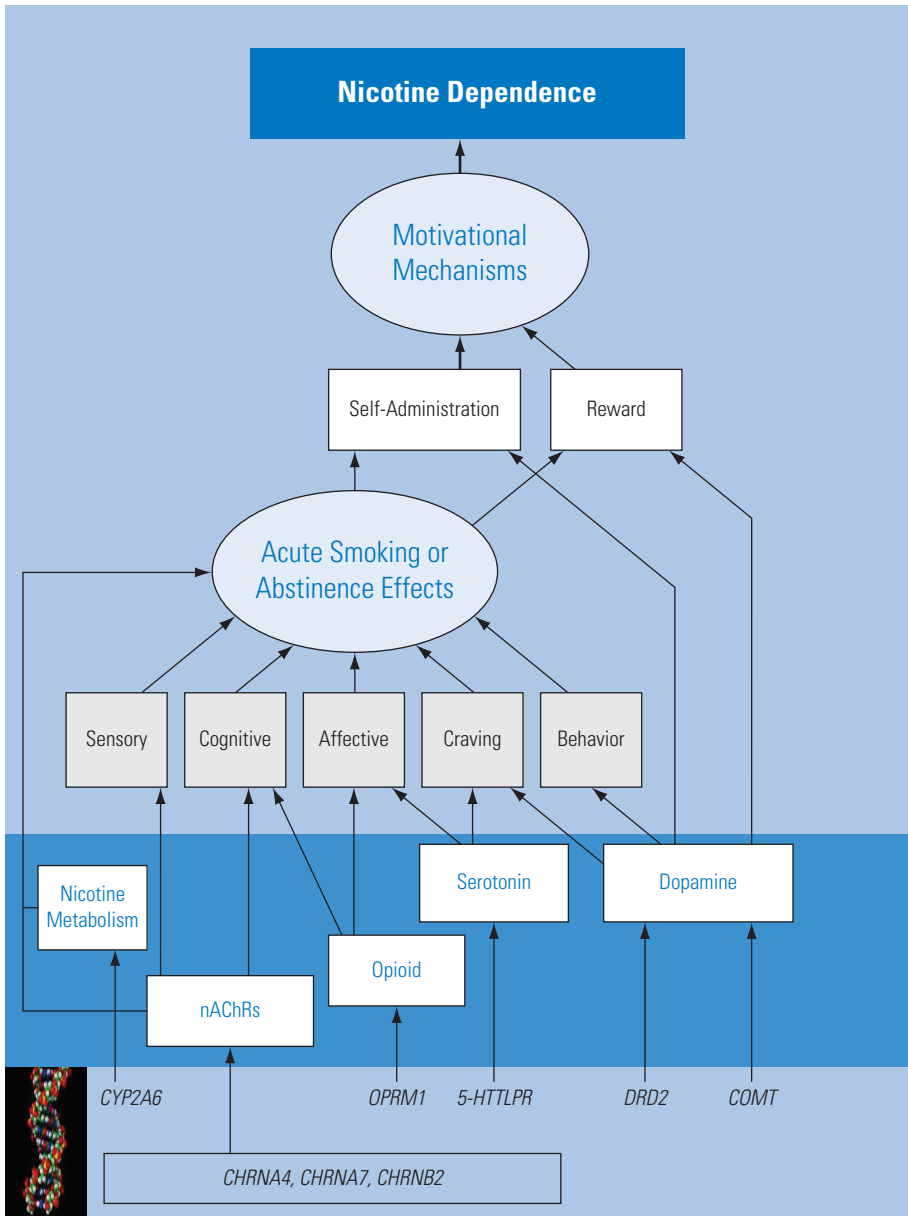 Nicotine Dependence
Motivational
Mechanisms
Self-Administration
Reward
Acute Smoking or
Abstinence Effects
Sensory
Cognitive
Affective
Craving
Behavior
Nicotine
Metabolism
Serotonin
Dopamine
Opioid
nAChRs
CYP2A6
OPRM1
5-HTTLPR
DRD2
COMT
CHRNA4, CHRNA7, CHRNB2